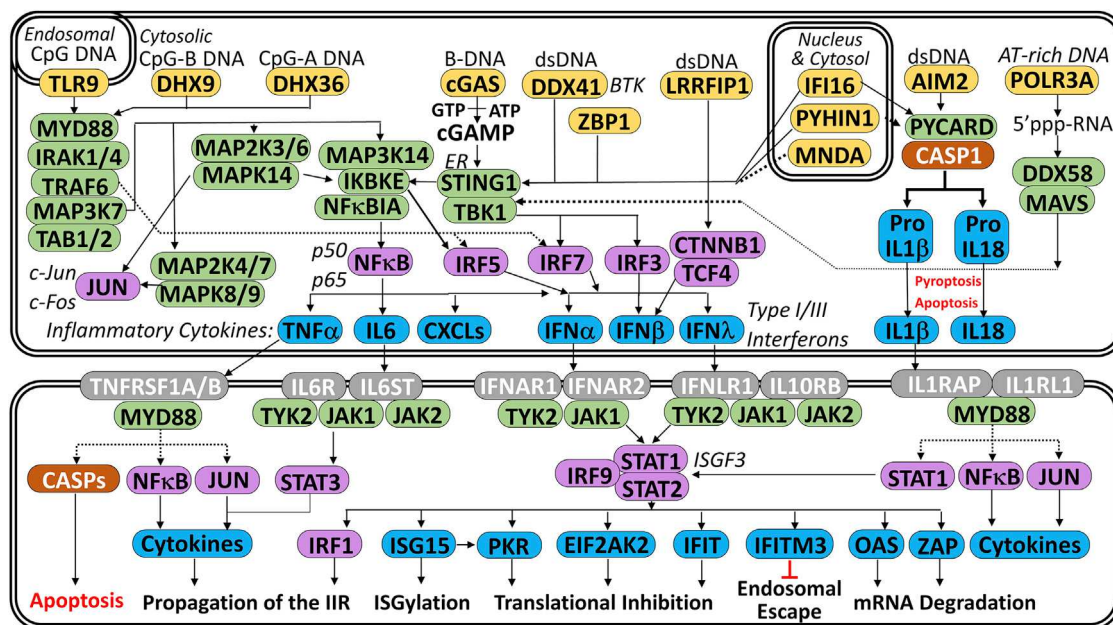 Endosomal
CpG DNA
TLR9
Cytosolic
CpG-B DNA
DHX9
CpG-A DNA
DHX36
B-DNA
cGAS
GTP
ATP
cGAMP
ER
dsDNA
DDX41
BTK
ZBP1
dsDNA
LRRFIP1
Nucleus
& Cytosol
IFI16
PYHIN1
MNDA
dsDNA
AIM2
PYCARD
CASP1
AT-rich DNA
POLR3A
5'ppp-RNA
DDX58
MAVS
MYD88
IRAK1/4
TRAF6
MAP3K7
TAB1/2
MAP2K3/6
MAPK14
MAP3K14
IKBKE
NFκBIA
STING1
TBK1
CTNNB1
TCF4
Pro
IL1β
Pro
IL18
c-Jun
c-Fos
JUN
MAP2K4/7
MAPK8/9
p50
p65
NFκB
IRF5
IRF7
IRF3
Pyroptosis
Apoptosis
Inflammatory Cytokines:
TNFα
IL6
CXCLs
IFNα
IFNβ
IFNλ
Type I/III
Interferons
IL1β
IL18
TNFRSF1A/B
MYD88
IL6R
IL6ST
TYK2
JAK1
JAK2
IFNAR1
IFNAR2
TYK2
JAK1
IFNLR1
IL10RB
TYK2
JAK1
JAK2
IL1RAP
IL1RL1
MYD88
CASPs
NFκB
JUN
STAT3
IRF9
STAT1
STAT2
ISGF3
STAT1
NFκB
JUN
Cytokines
IRF1
ISG15
PKR
EIF2AK2
IFIT
IFITM3
OAS
ZAP
Cytokines
Apoptosis
Propagation of the IIR
ISGylation
Translational Inhibition
Endosomal
Escape
mRNA Degradation